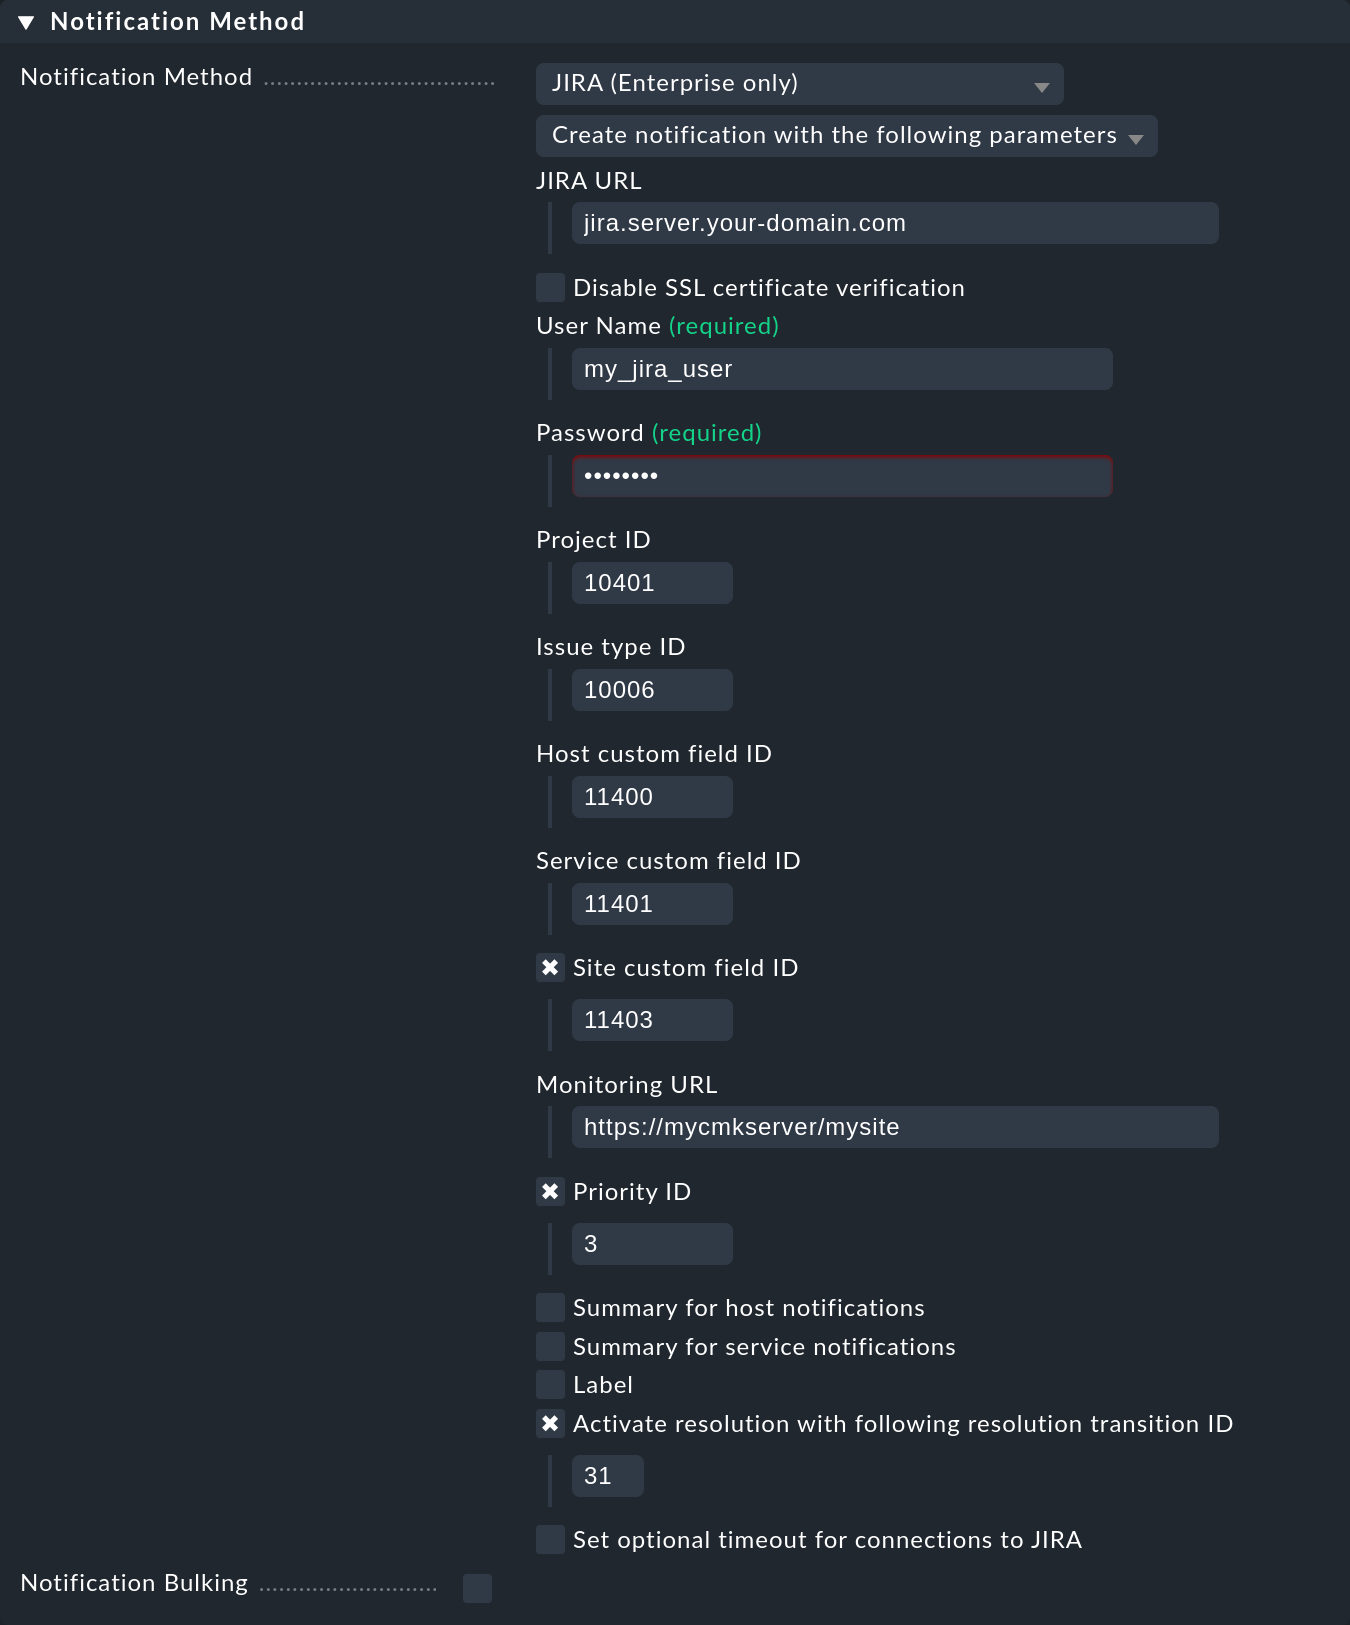 Notification Method
Notification Method
JIRA (Enterprise only)
Create notification with the following parameters
JIRA URL
jira.server.your-domain.com
Disable SSL certificate verification
User Name (required)
my_jira_user
Password (required)
••••••••
Project ID
10401
Issue type ID
10006
Host custom field ID
11400
Service custom field ID
11401
Site custom field ID
11403
Monitoring URL
https://mycmkserver/mysite
Priority ID
3
Summary for host notifications
Summary for service notifications
Label
Activate resolution with following resolution transition ID
31
Set optional timeout for connections to JIRA
Notification Bulking